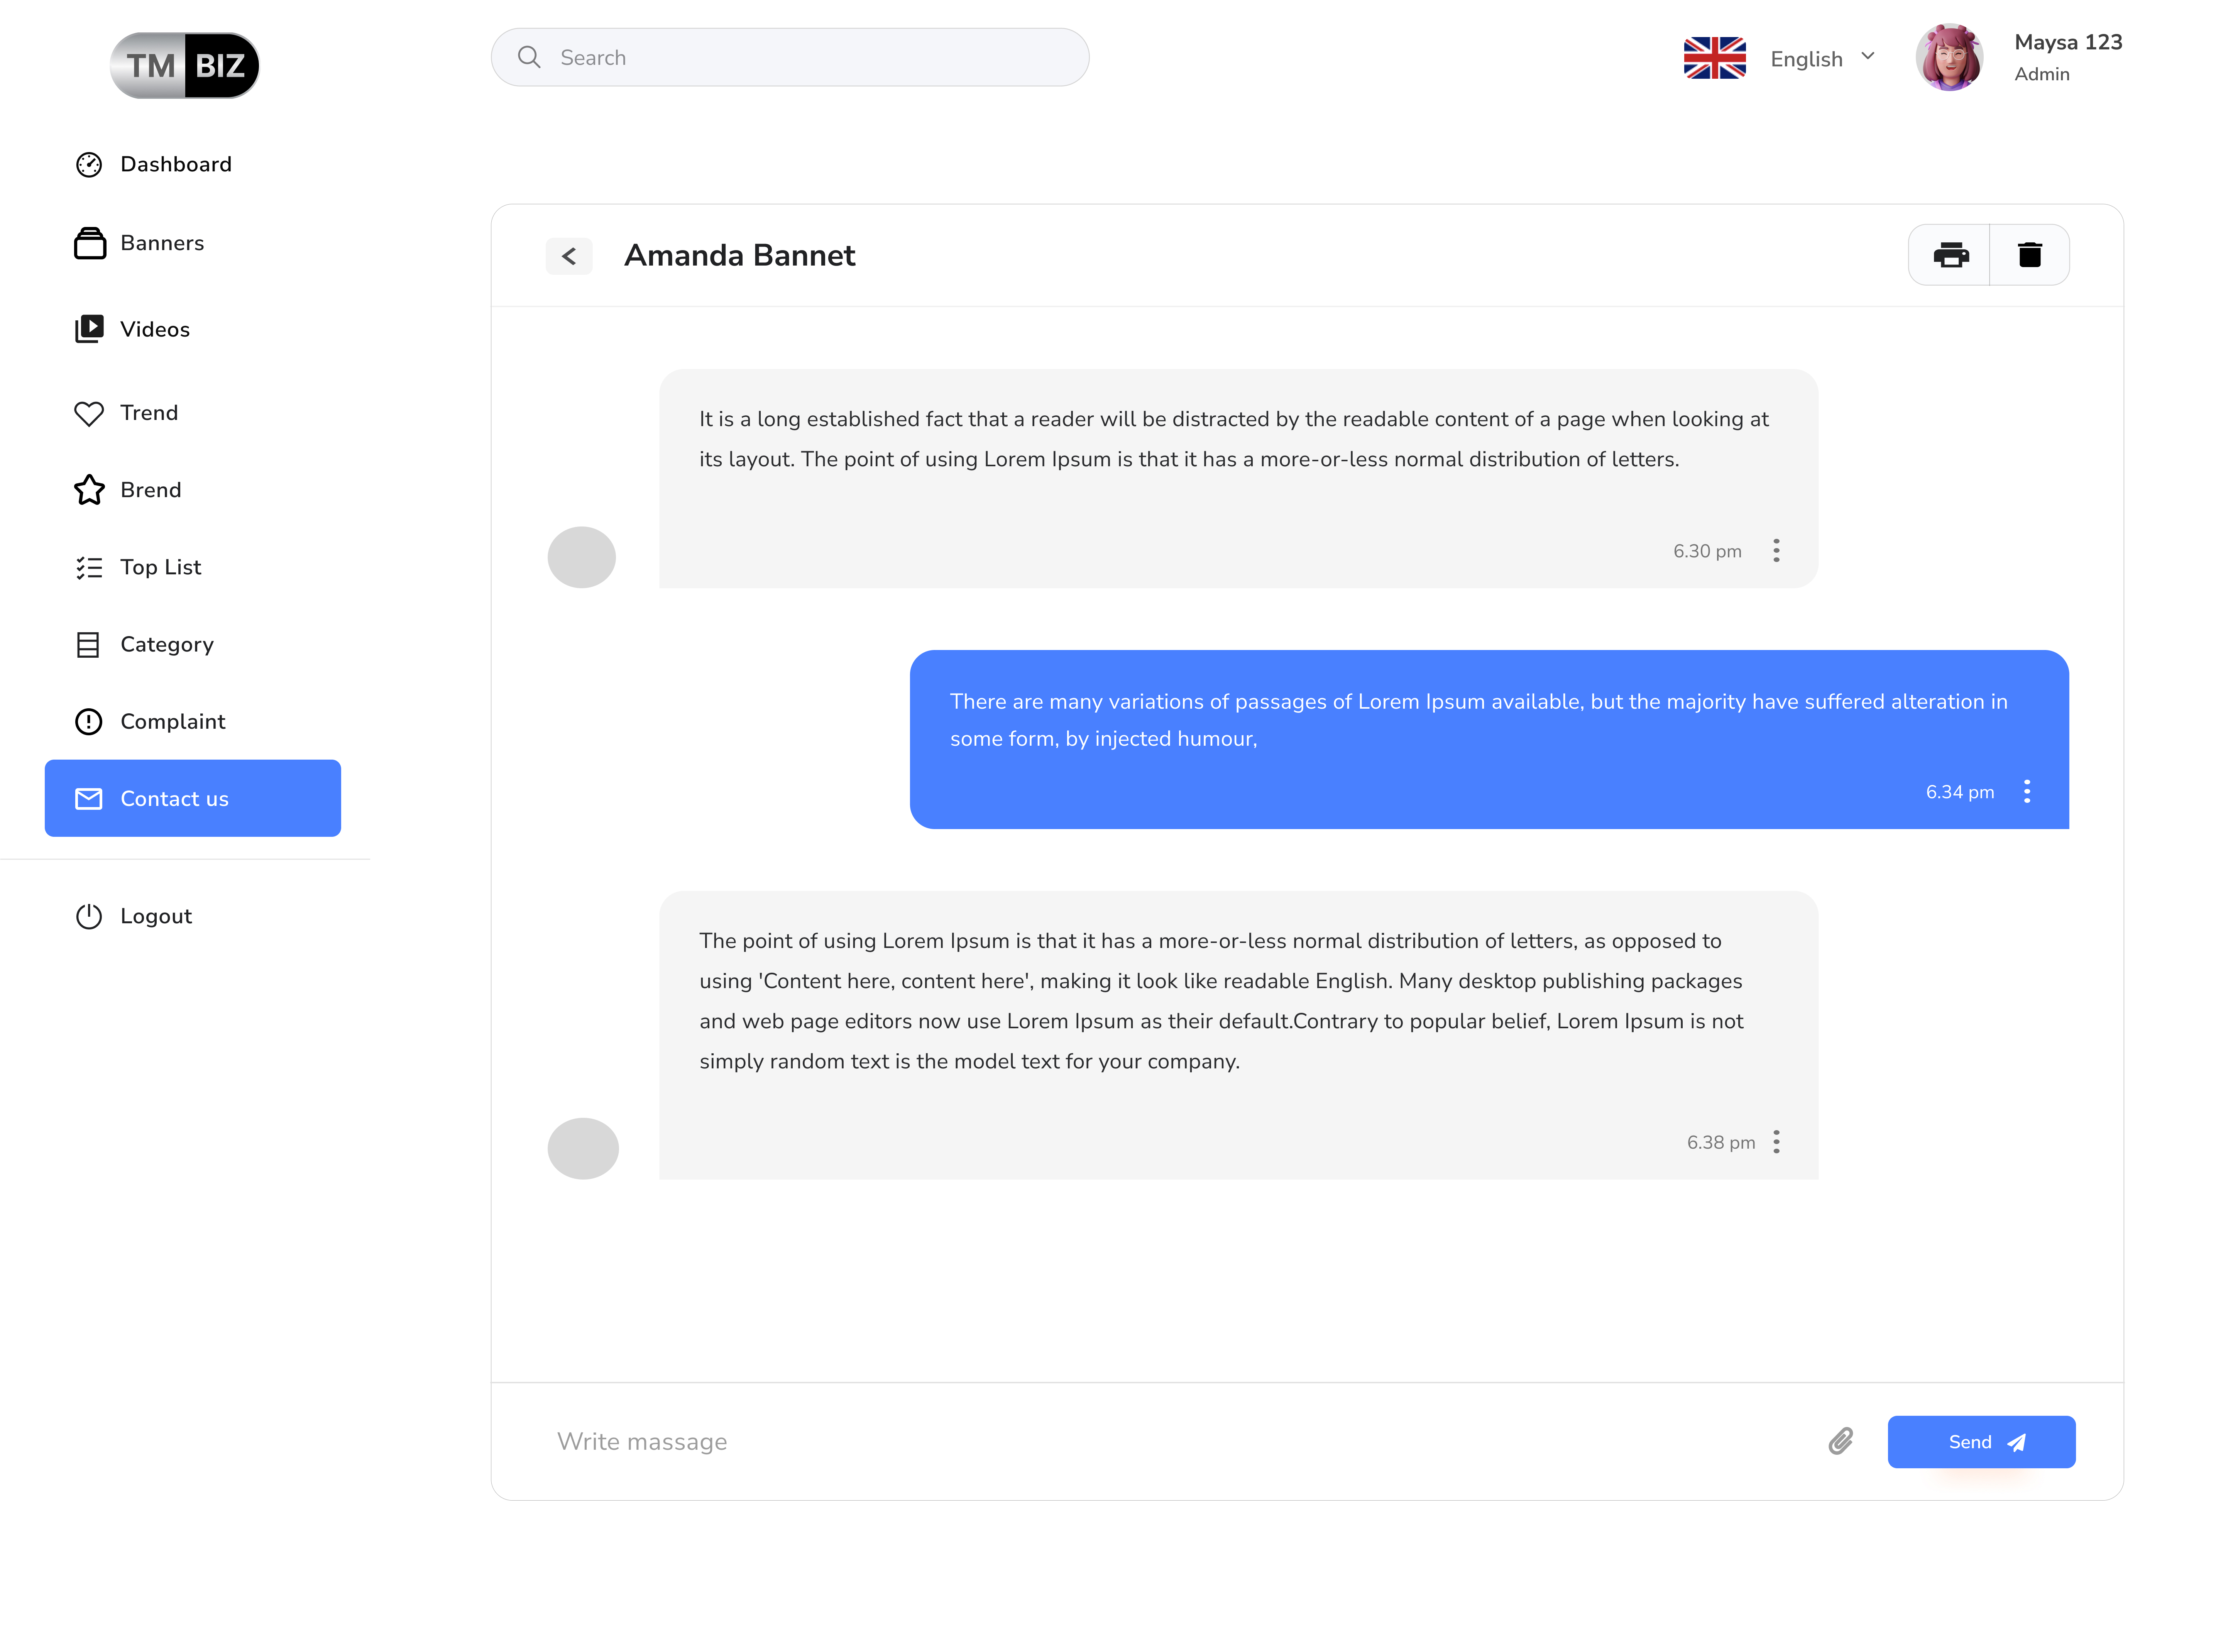 TM BIZ
Search
English
Maysa 123
Admin
Dashboard
Banners
Videos
Trend
Brend
Top List
Category
Complaint
Contact us
Logout
Amanda Bannet
It is a long established fact that a reader will be distracted by the readable content of a page when looking at
its layout. The point of using Lorem Ipsum is that it has a more-or-less normal distribution of letters.
6.30 pm
There are many variations of passages of Lorem Ipsum available, but the majority have suffered alteration in
some form, by injected humour,
6.34 pm
The point of using Lorem Ipsum is that it has a more-or-less normal distribution of letters, as opposed to
using 'Content here, content here', making it look like readable English. Many desktop publishing packages
and web page editors now use Lorem Ipsum as their default.Contrary to popular belief, Lorem Ipsum is not
simply random text is the model text for your company.
6.38 pm
Write massage
Send